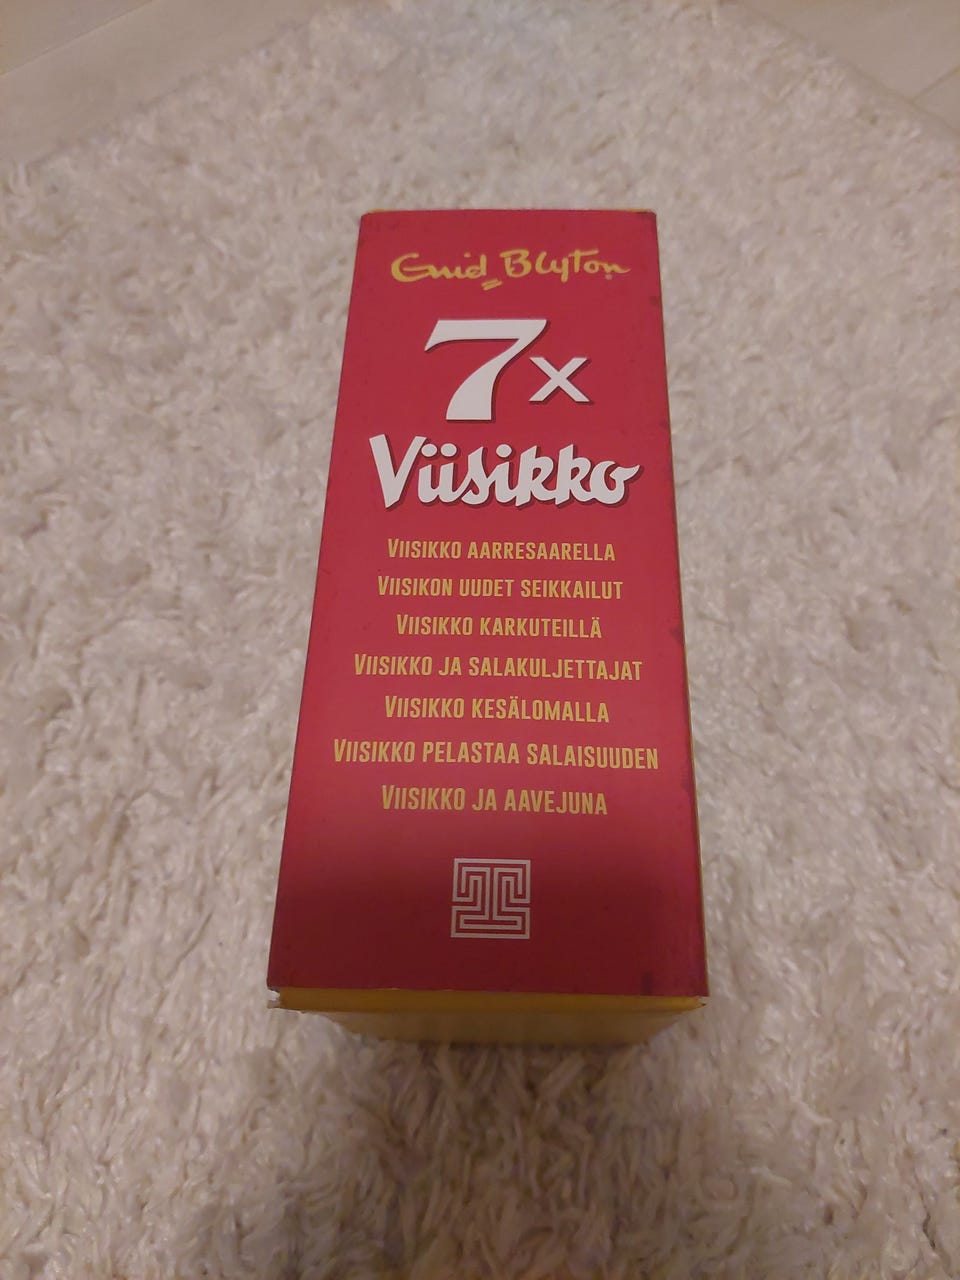 Enid Blyton
7x
Viisikko
Viisikko aarresaarella
Viisikon uudet seikkailut
Viisikko karkuteillä
Viisikko ja salakuljettajat
Viisikko kesälomalla
Viisikko pelastaa salaisuuden
Viisikko ja aavejuna